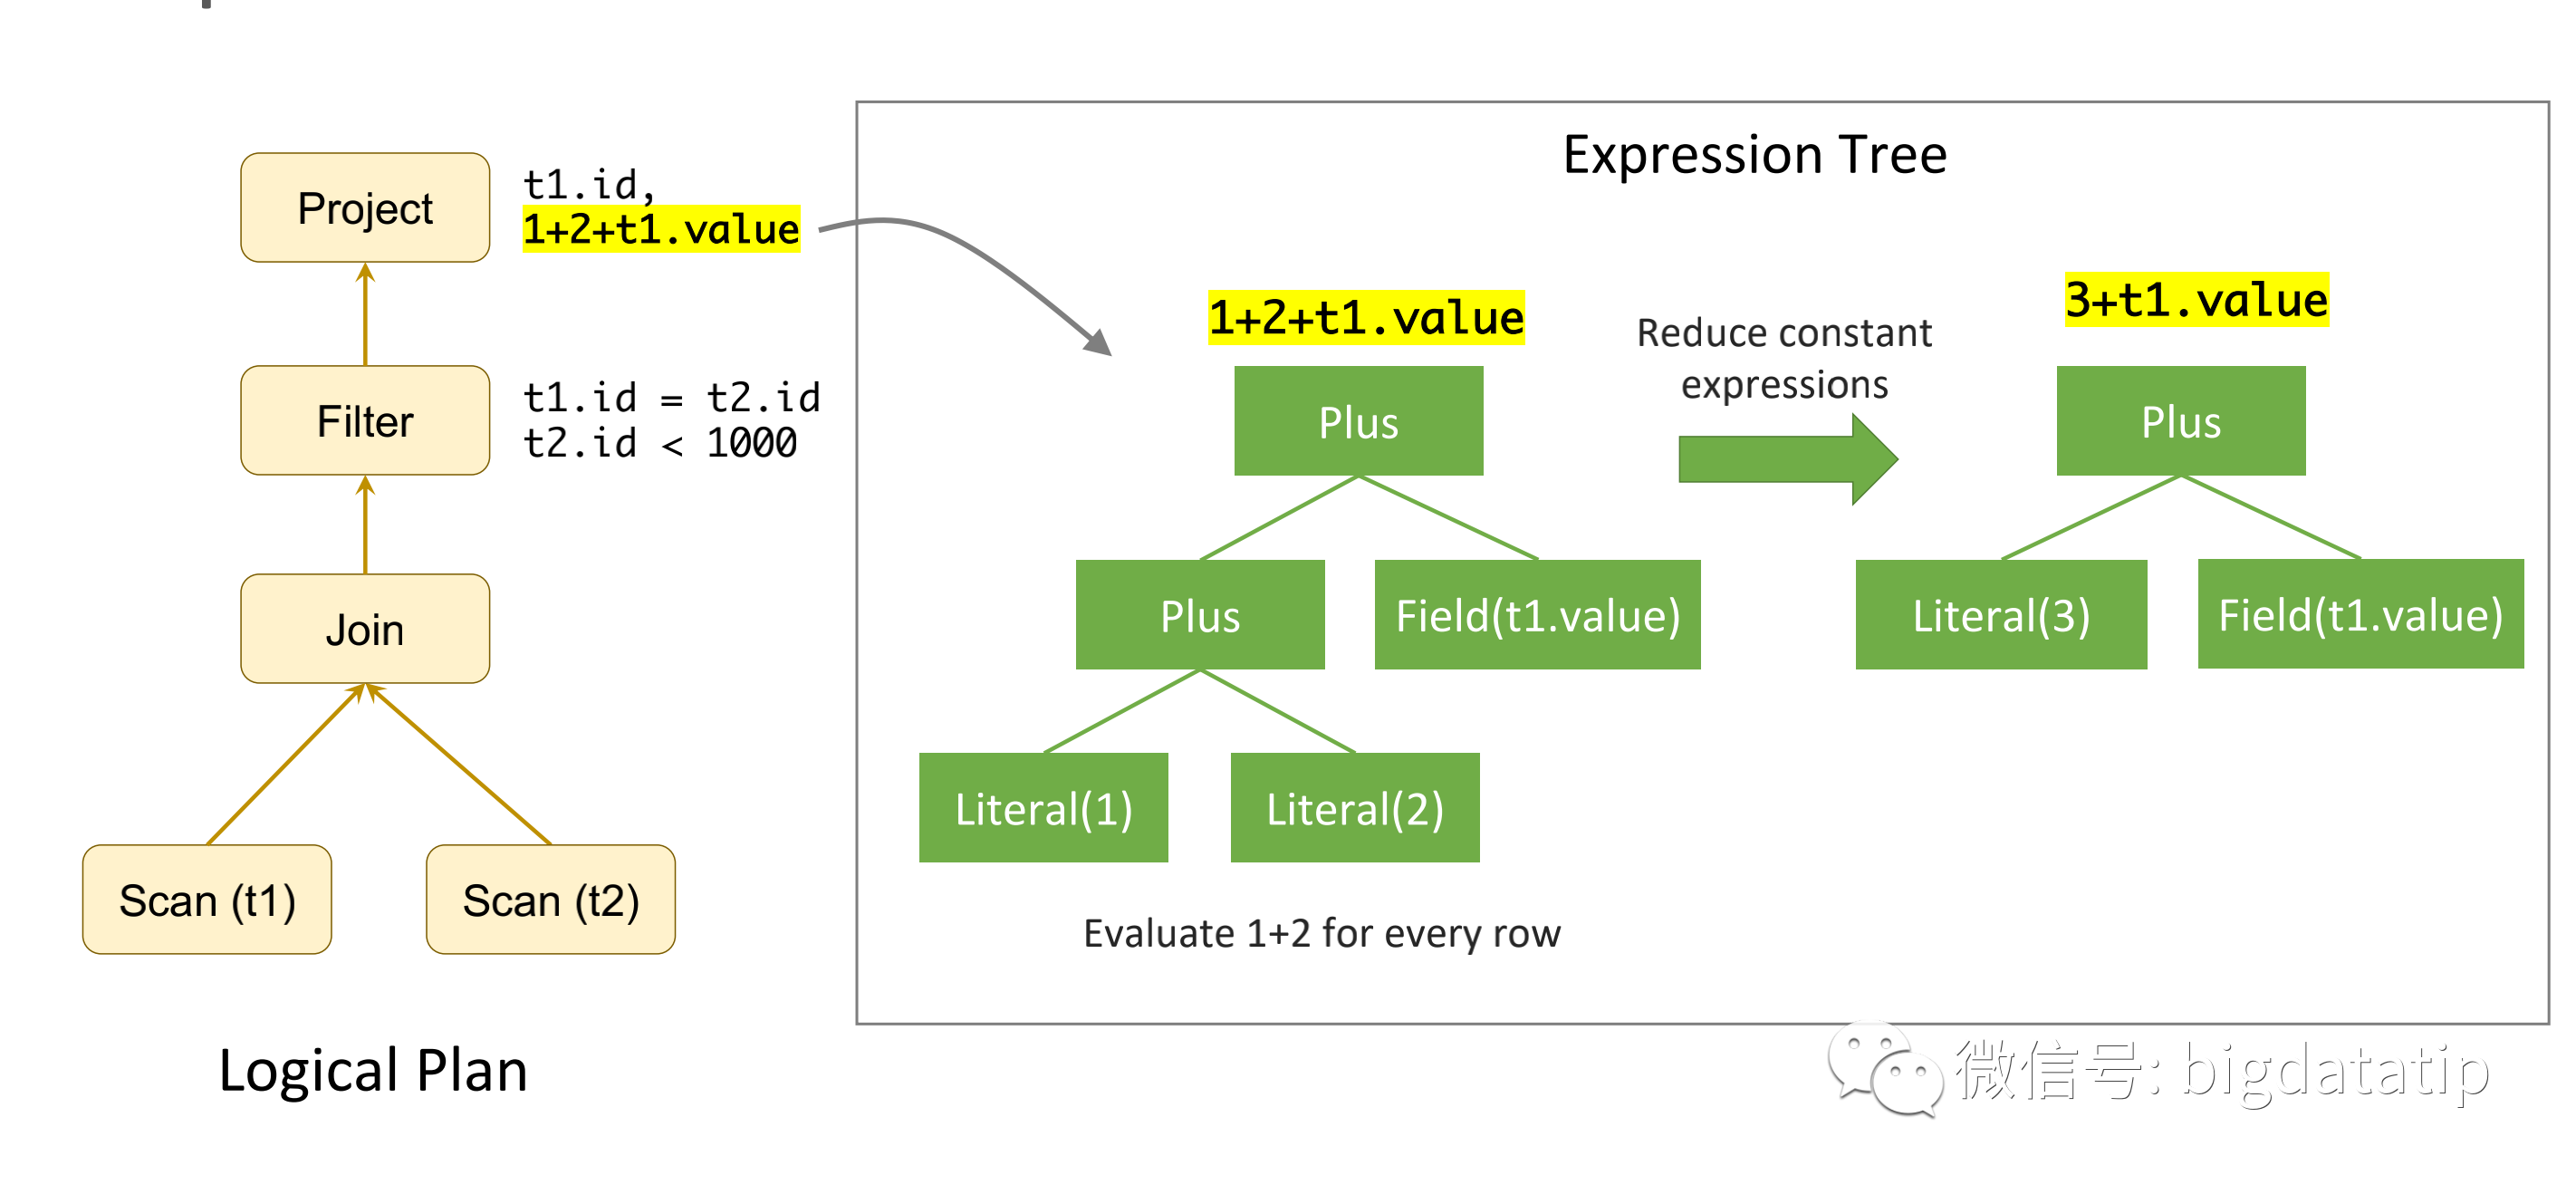 Project
t1.id,
1+2+t1.value
Filter
t1.id = t2.id
t2.id < 1000
Join
Scan (t1)
Scan (t2)
Logical Plan
Expression Tree
1+2+t1.value
Reduce constant
expressions
3+t1.value
Plus
Plus
Plus
Field(t1.value)
Literal(3)
Field(t1.value)
Literal(1)
Literal(2)
Evaluate 1+2 for every row
微信号: bigdatatip